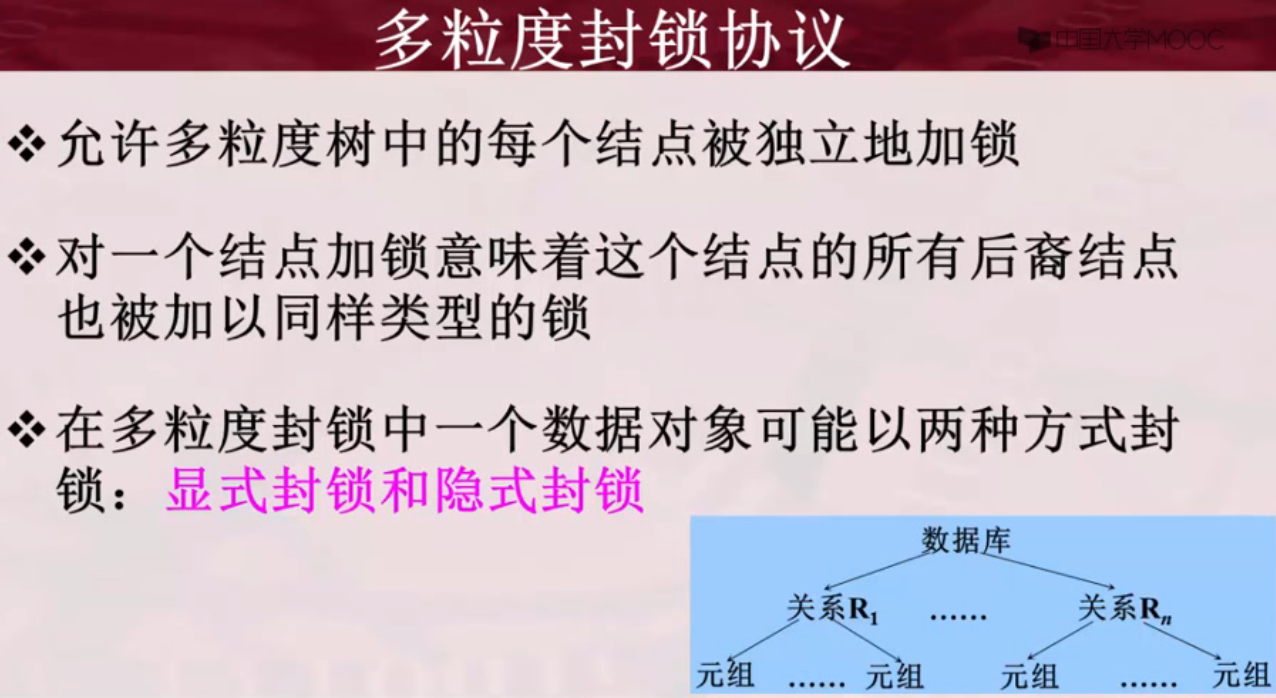 多粒度封锁协议
中国大学MOOC
❖允许多粒度树中的每个结点被独立地加锁
❖对一个结点加锁意味着这个结点的所有后裔结点
也被加以同样类型的锁
❖在多粒度封锁中一个数据对象可能以两种方式封
锁：显式封锁和隐式封锁
数据库
关系R1 …… 关系Rn
元组 …… 元组 元组 …… 元组